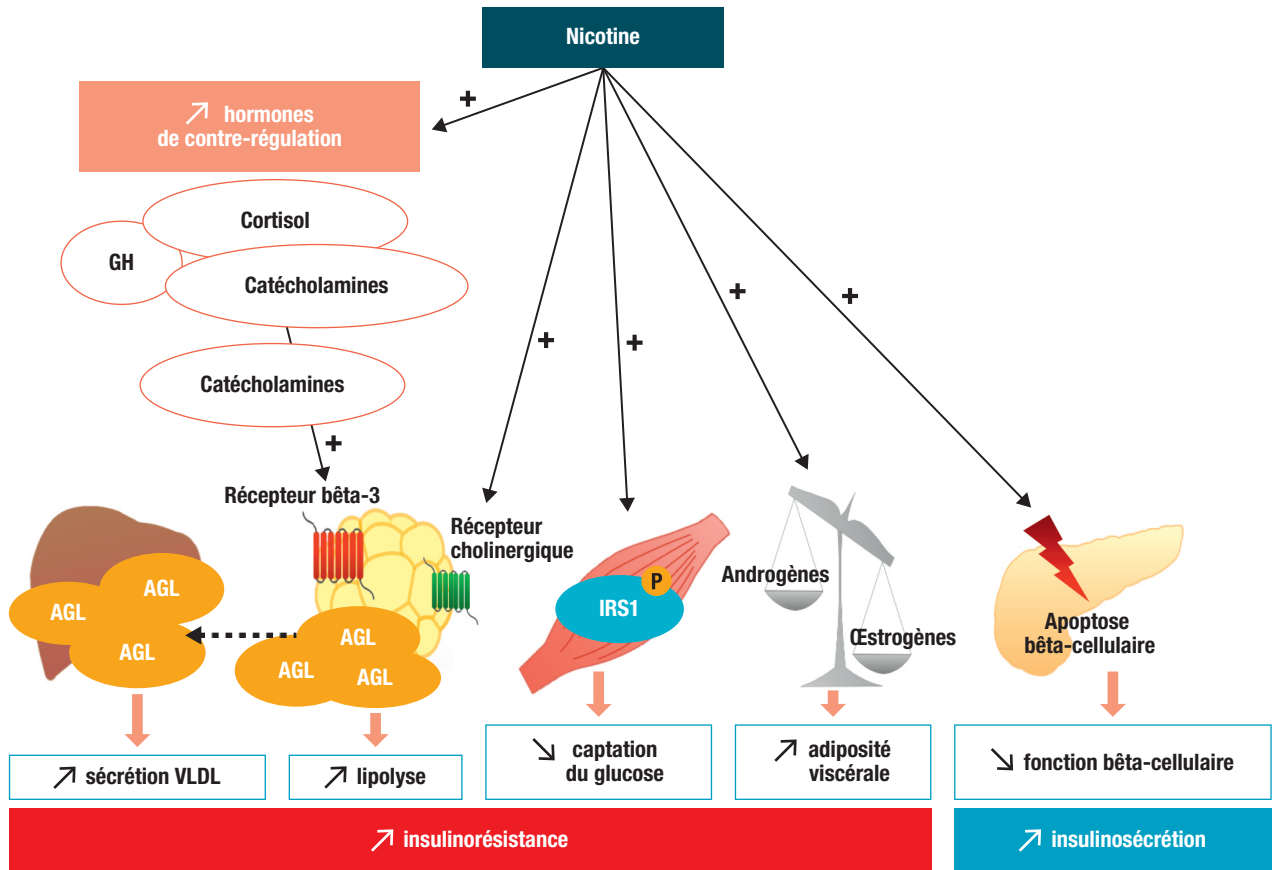 Nicotine
+
↗ hormones
de contre-régulation
Cortisol
GH
Catécholamines
+
+
+
+
Catécholamines
+
Récepteur bêta-3
Récepteur
cholinergique
AGL
AGL
AGL
AGL
AGL
AGL
P
IRS1
Androgènes
Œstrogènes
Apoptose
bêta-cellulaire
↗ sécrétion VLDL
↗ lipolyse
↘ captation
du glucose
↗ adiposité
viscérale
↘ fonction bêta-cellulaire
↗ insulinorésistance
↗ insulinosécrétion